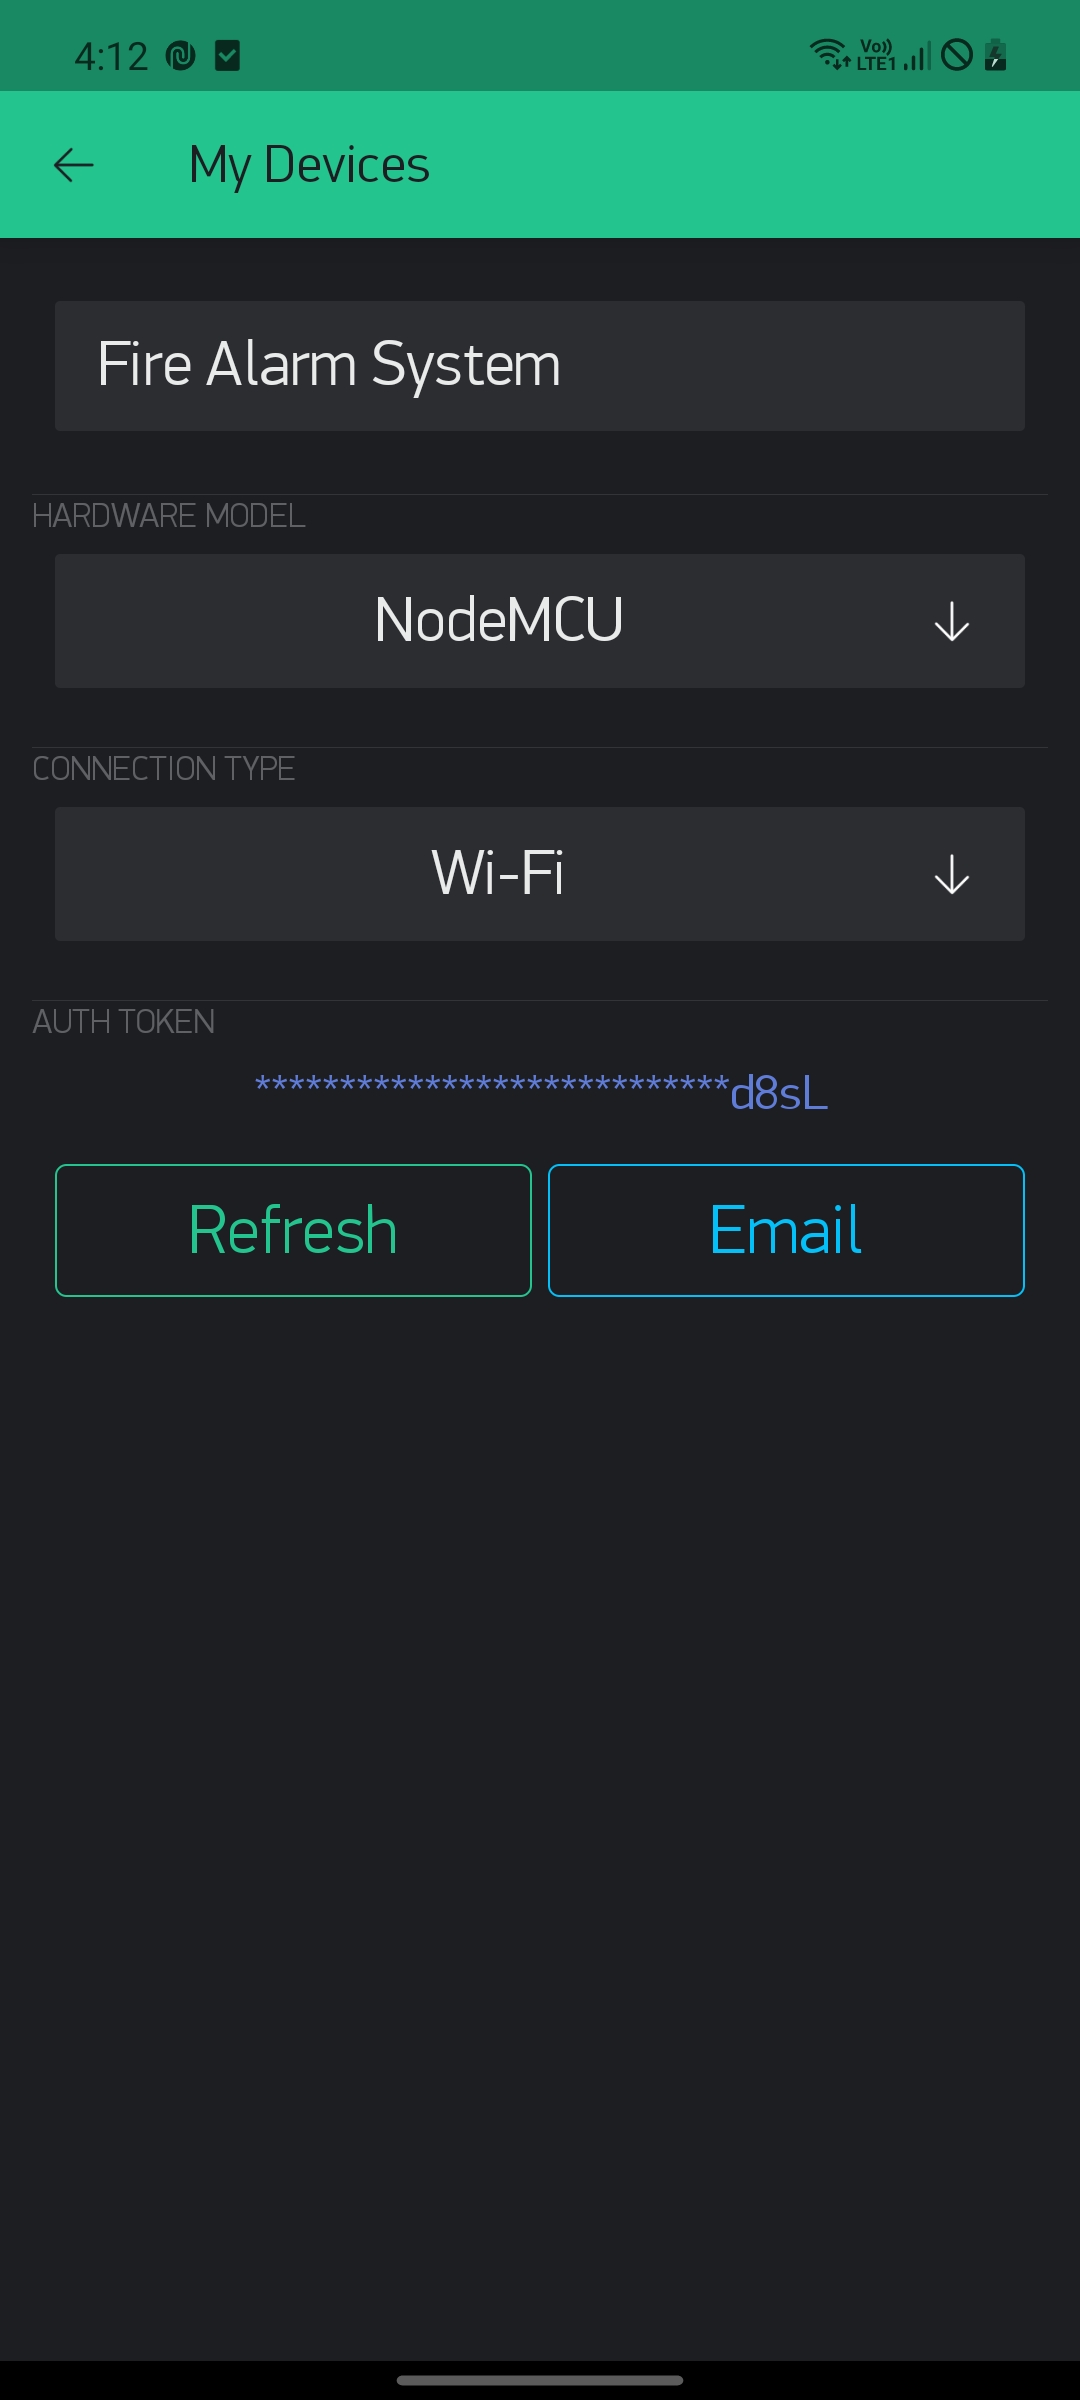 4:12 Vo)) LTE1
My Devices
Fire Alarm System
HARDWARE MODEL
NodeMCU
CONNECTION TYPE
Wi-Fi
AUTH TOKEN
****************************d8sL
Refresh Email